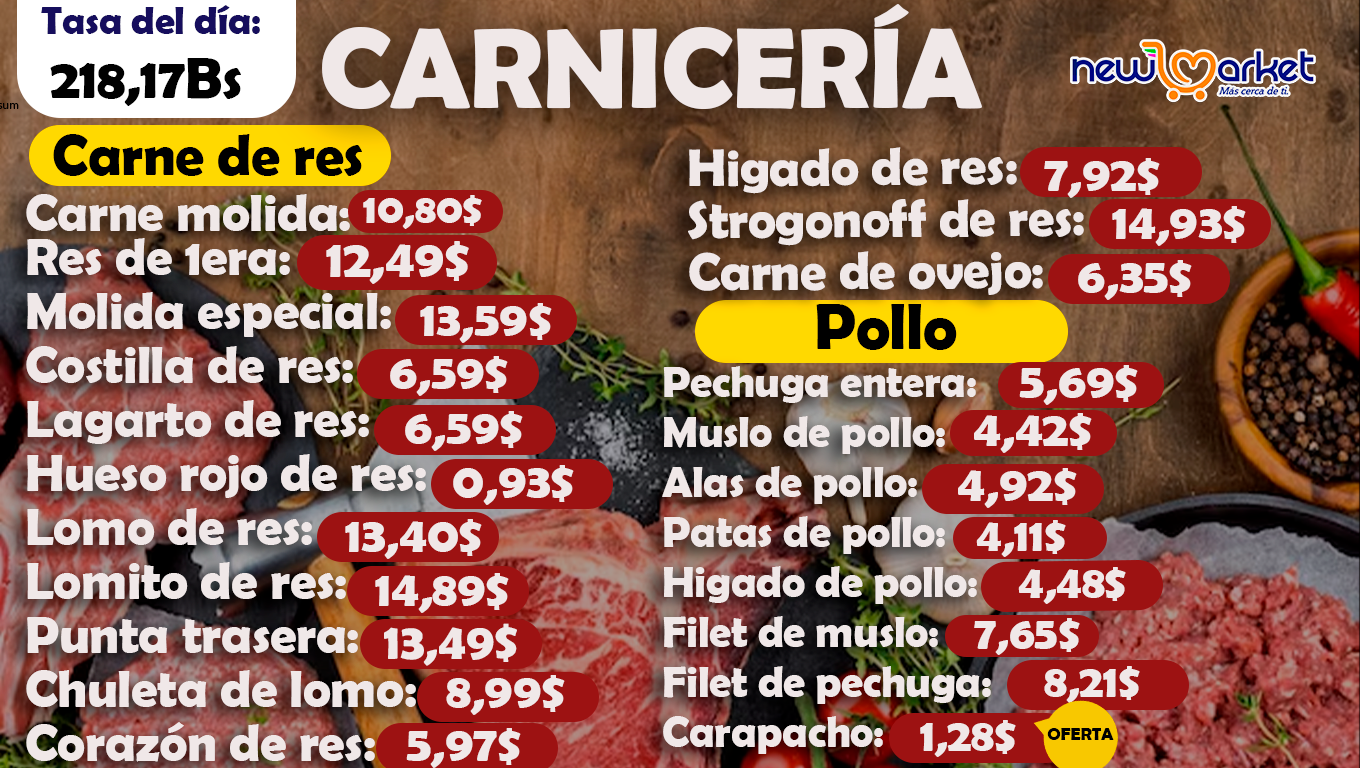 Tasa del día:
218,17Bs
sum
CARNICERÍA
new market
Más cerca de ti.
Carne de res
Carne molida: 10,80$
Res de 1era: 12,49$
Molida especial: 13,59$
Costilla de res: 6,59$
Lagarto de res: 6,59$
Hueso rojo de res: 0,93$
Lomo de res: 13,40$
Lomito de res: 14,89$
Punta trasera: 13,49$
Chuleta de lomo: 8,99$
Corazón de res: 5,97$
Higado de res: 7,92$
Strogonoff de res: 14,93$
Carne de ovejo: 6,35$
Pollo
Pechuga entera: 5,69$
Muslo de pollo: 4,42$
Alas de pollo: 4,92$
Patas de pollo: 4,11$
Higado de pollo: 4,48$
Filet de muslo: 7,65$
Filet de pechuga: 8,21$
Carapacho: 1,28$ OFERTA